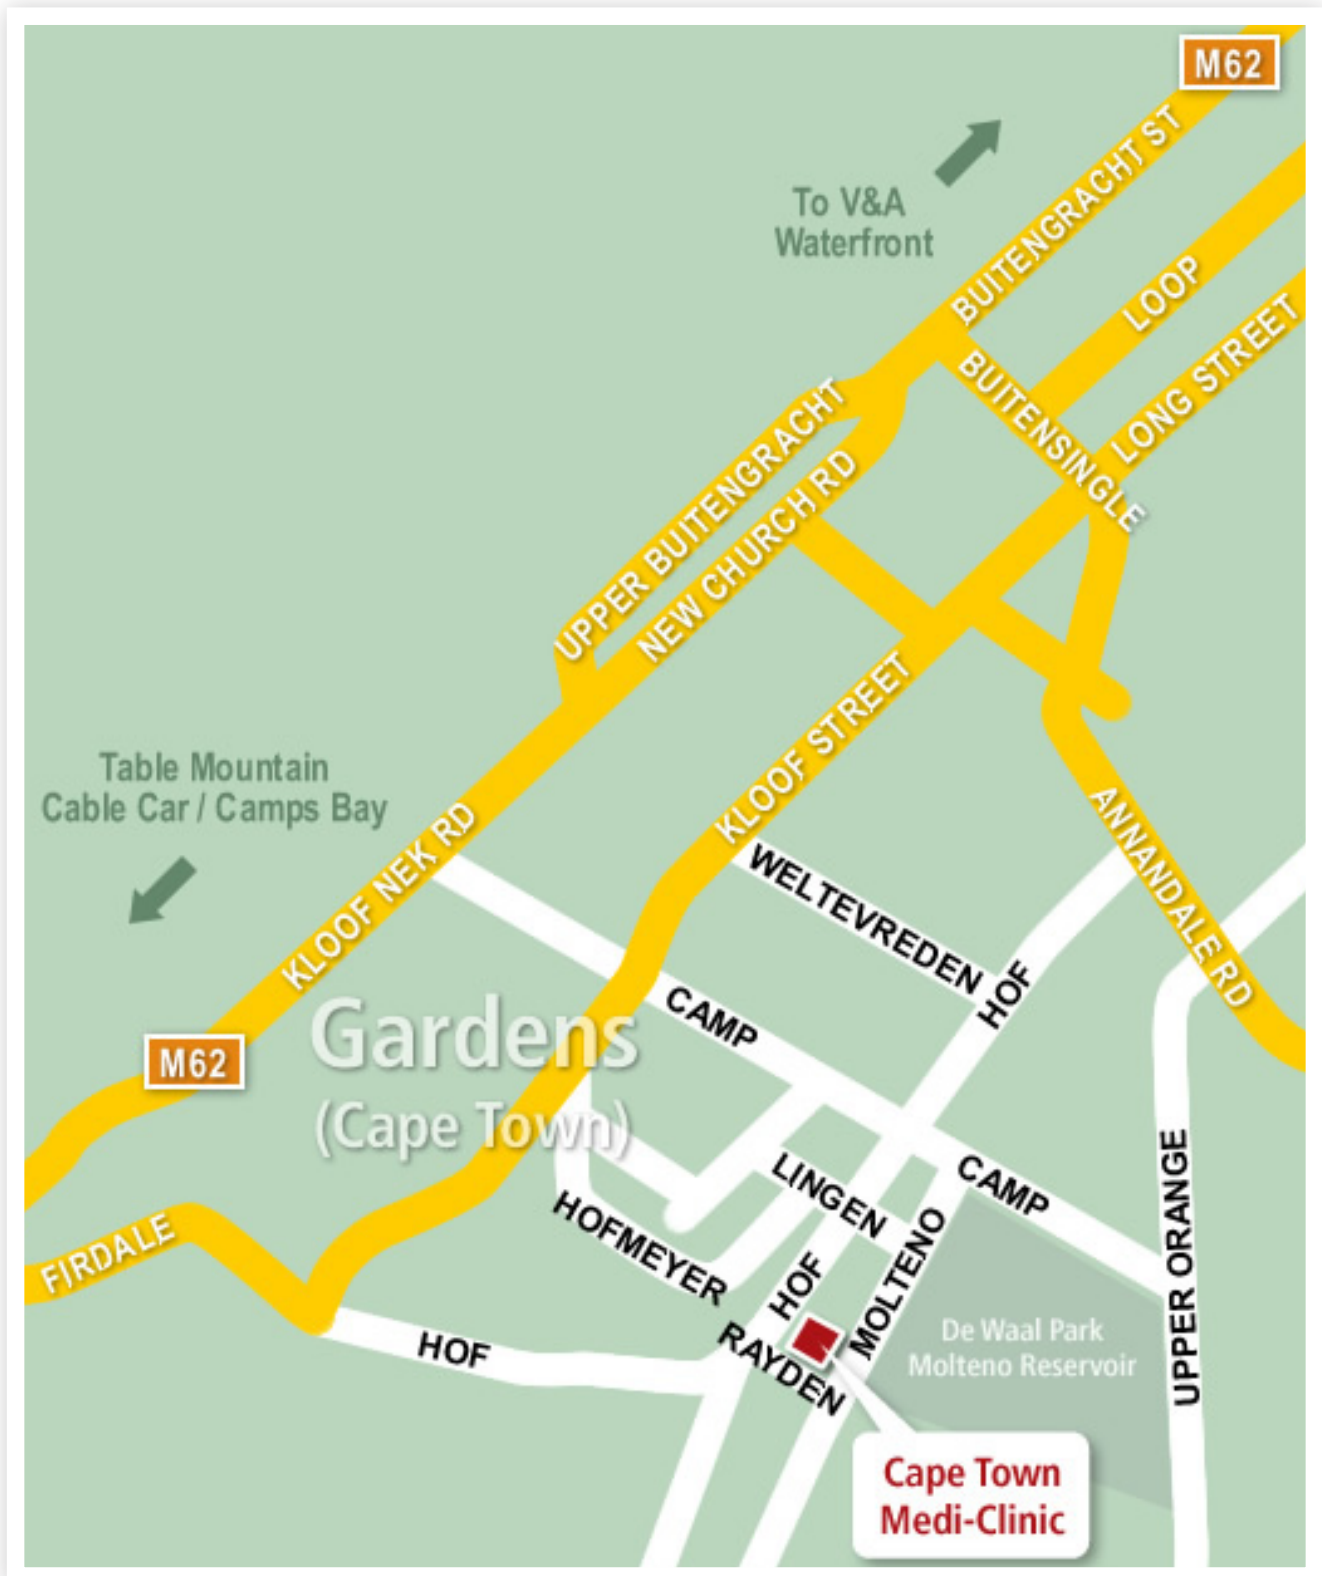 M62
BUITENGRACHT ST
To V&A
Waterfront
LOOP
LONG STREET
BUITENSINGLE
UPPER BUITENGRACHT
NEW CHURCH RD
KLOOF STREET
Table Mountain
Cable Car / Camps Bay
KLOOF NEK RD
ANNANDALE RD
WELTEVREDEN
HOF
CAMP
Gardens
(Cape Town)
M62
LINGEN
CAMP
UPPER ORANGE
HOFMEYER
MOLTENO
FIRDALE
HOF
HOF
RAYDEN
De Waal Park
Molteno Reservoir
Cape Town
Medi-Clinic